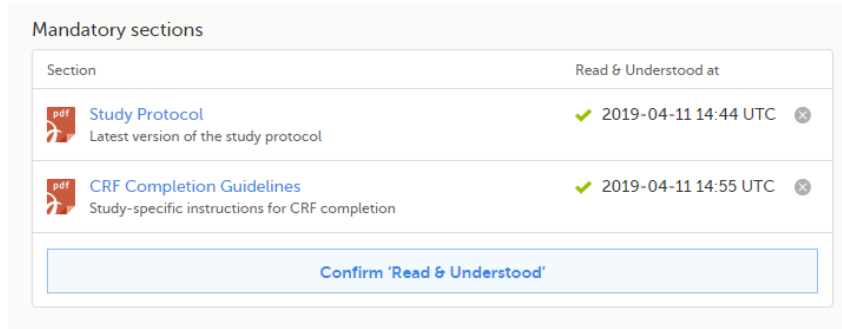 Mandatory sections
Section Read & Understood at
pdf
Study Protocol 2019-04-11 14:44 UTC
Latest version of the study protocol
pdf
CRF Completion Guidelines 2019-04-11 14:55 UTC
Study-specific instructions for CRF completion
Confirm 'Read & Understood'